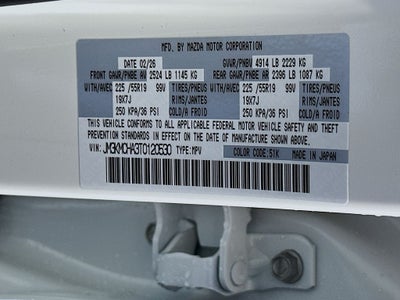 MFD. BY MAZDA MOTOR CORPORATION
DATE 02/26 GVWR/PNBV 4914 LB 2229 KG
FRONT GAWR/PNBE AV 2524 LB 1145 KG REAR GAWR/PNBE AR 2396 LB 1087 KG
WITH/AVEC 225 /55R19 99V TIRES/PNEUS WITH/AVEC 225 /55R19 99V TIRES/PNEUS
19X7J RIMS/JANTES 19X7J RIMS/JANTES
250 KPA/36 PSI COLD/A FROID 250 KPA/36 PSI COLD/A FROID
THIS VEHICLE CONFORMS TO ALL APPLICABLE FEDERAL MOTOR VEHICLE SAFETY AND THEFT
PREVENTION STANDARDS IN EFFECT ON THE DATE OF MANUFACTURE SHOWN ABOVE.
COLOR CODE: 51K MADE IN JAPAN
VIN: TYPE: MPV